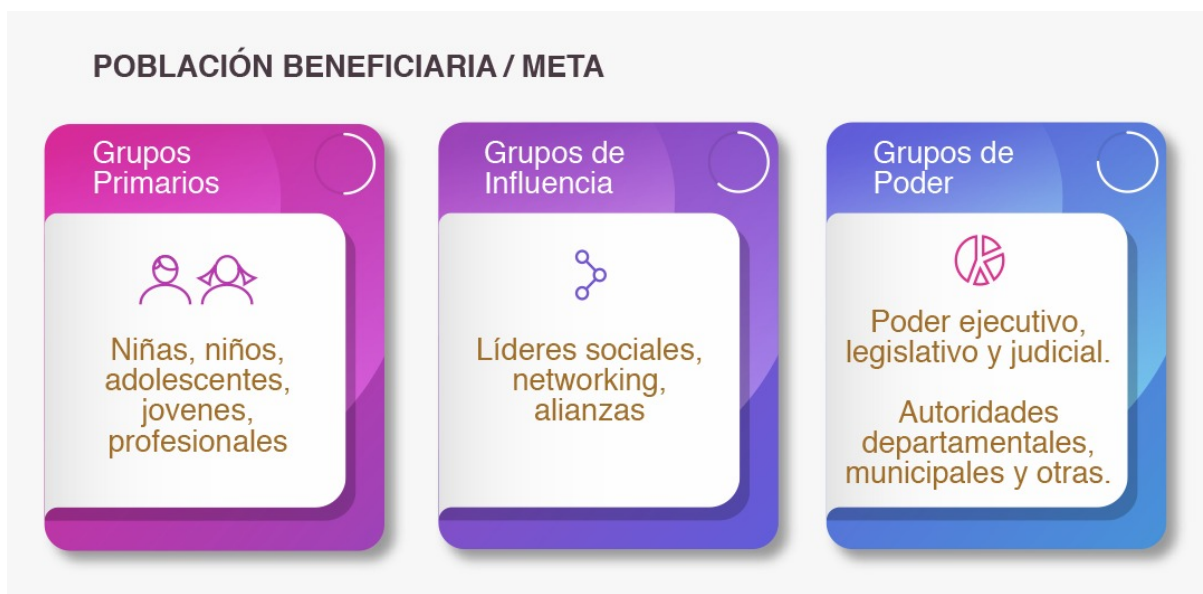 POBLACIÓN BENEFICIARIA / META
Grupos
Primarios
Niñas, niños,
adolescentes,
jovenes,
profesionales
Grupos de
Influencia
Líderes sociales,
networking,
alianzas
Grupos de
Poder
Poder ejecutivo,
legislativo y judicial.
Autoridades
departamentales,
municipales y otras.